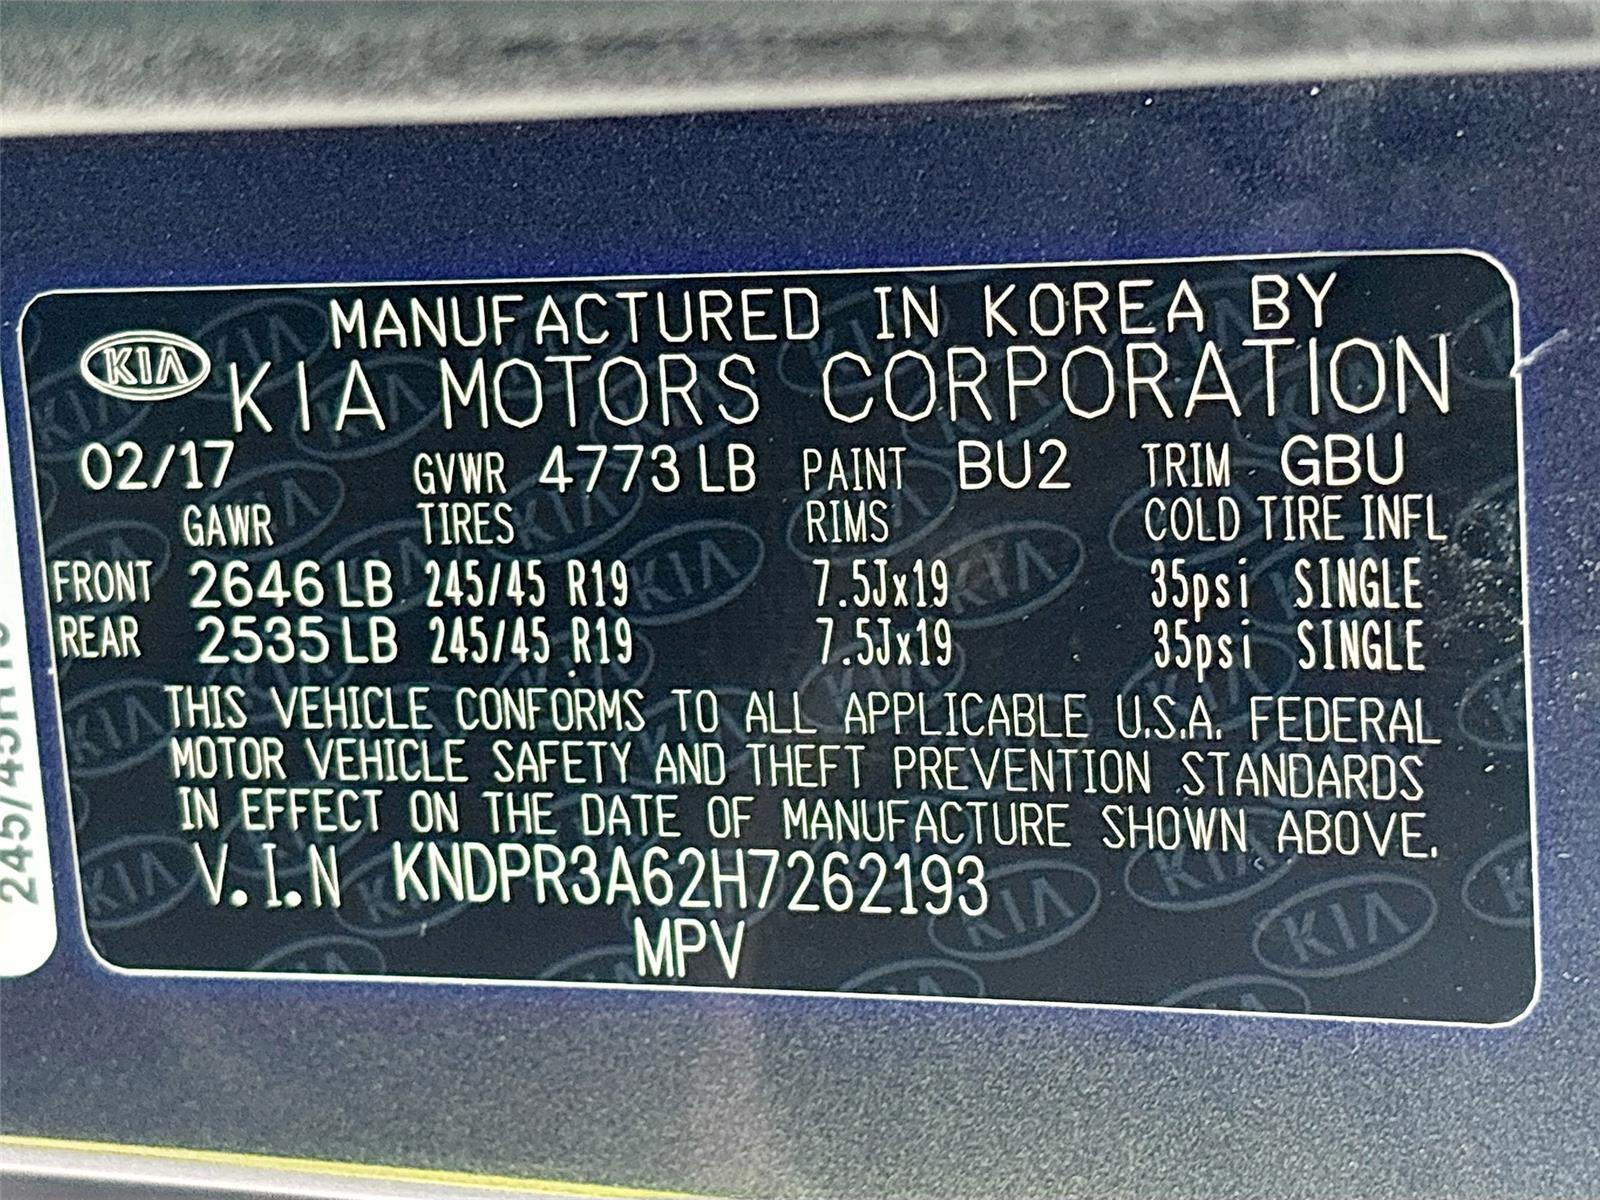 MANUFACTURED IN KOREA BY
KIA KIA MOTORS CORPORATION
02/17 GVWR 4773 LB PAINT BU2 TRIM GBU
GAWR TIRES RIMS COLD TIRE INFL
FRONT 2646 LB 245/45 R19 7.5Jx19 35psi SINGLE
REAR 2535 LB 245/45 R19 7.5Jx19 35psi SINGLE
THIS VEHICLE CONFORMS TO ALL APPLICABLE U.S.A. FEDERAL
MOTOR VEHICLE SAFETY AND THEFT PREVENTION STANDARDS
IN EFFECT ON THE DATE OF MANUFACTURE SHOWN ABOVE.
V.I.N KNDPR3A62H7262193
MPV